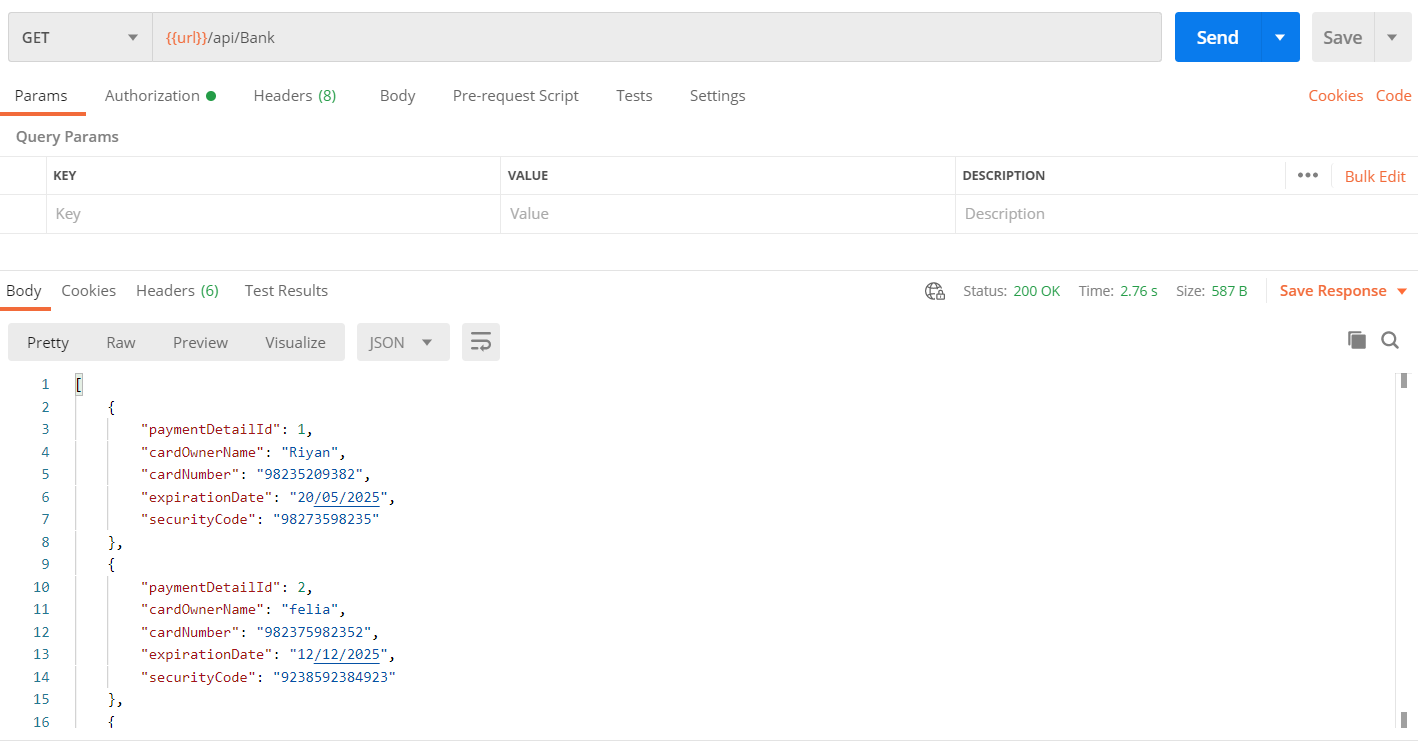 GET {{url}}/api/Bank Send Save
Params Authorization Headers (8) Body Pre-request Script Tests Settings Cookies Code
Query Params
KEY VALUE DESCRIPTION ••• Bulk Edit
Key Value Description
Body Cookies Headers (6) Test Results Status: 200 OK Time: 2.76 s Size: 587 B Save Response
Pretty Raw Preview Visualize JSON
1 [
2 {
3 "paymentDetailId": 1,
4 "cardOwnerName": "Riyan",
5 "cardNumber": "98235209382",
6 "expirationDate": "20/05/2025",
7 "securityCode": "98273598235"
8 },
9 {
10 "paymentDetailId": 2,
11 "cardOwnerName": "felia",
12 "cardNumber": "982375982352",
13 "expirationDate": "12/12/2025",
14 "securityCode": "9238592384923"
15 },
16 {